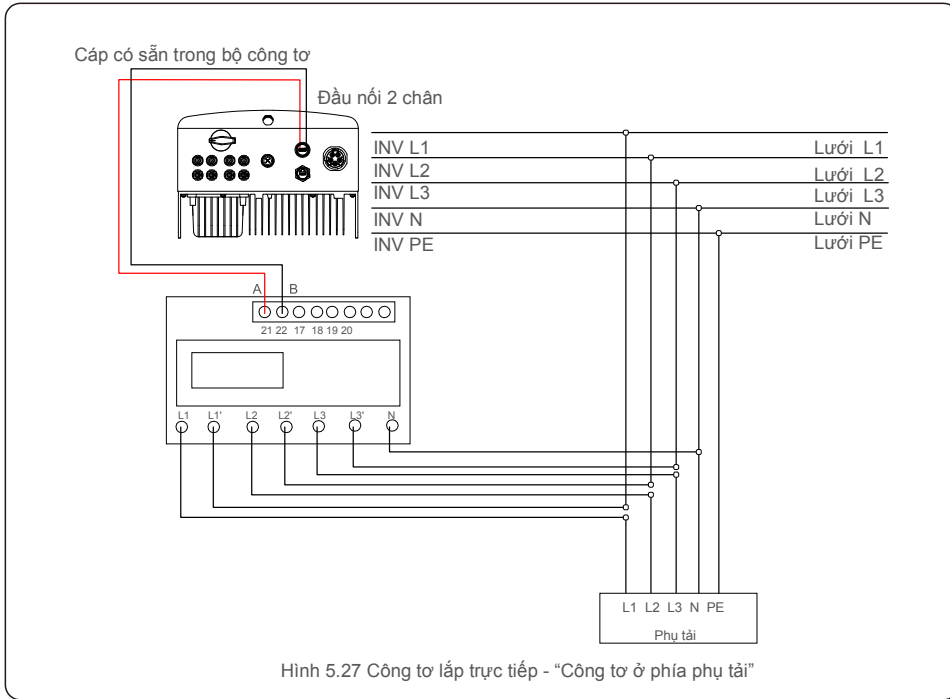 Cáp có sẵn trong bộ công tơ
Đầu nối 2 chân
INV L1 Lưới L1
INV L2 Lưới L2
INV L3 Lưới L3
INV N Lưới N
INV PE Lưới PE
A B
21 22 17 18 19 20
L1 L1' L2 L2' L3 L3' N
L1 L2 L3 N PE
Phụ tải
Hình 5.27 Công tơ lắp trực tiếp - “Công tơ ở phía phụ tải”